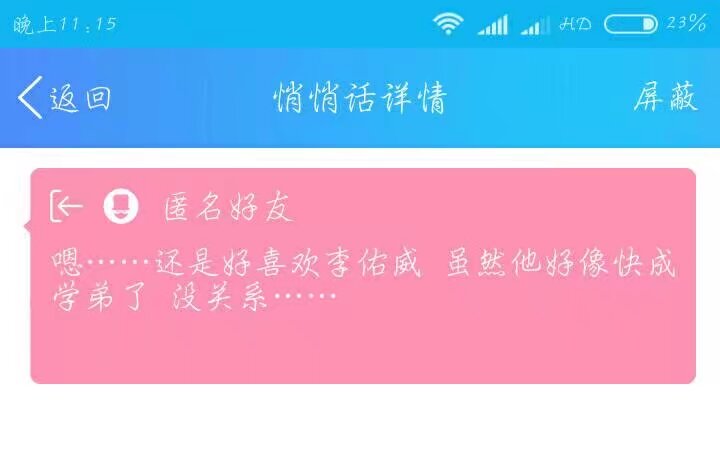 晚上11:15 HD 23%
返回 悄悄话详情 屏蔽
匿名好友
嗯……还是好喜欢李佑威 虽然他好像快成
学弟了 没关系……